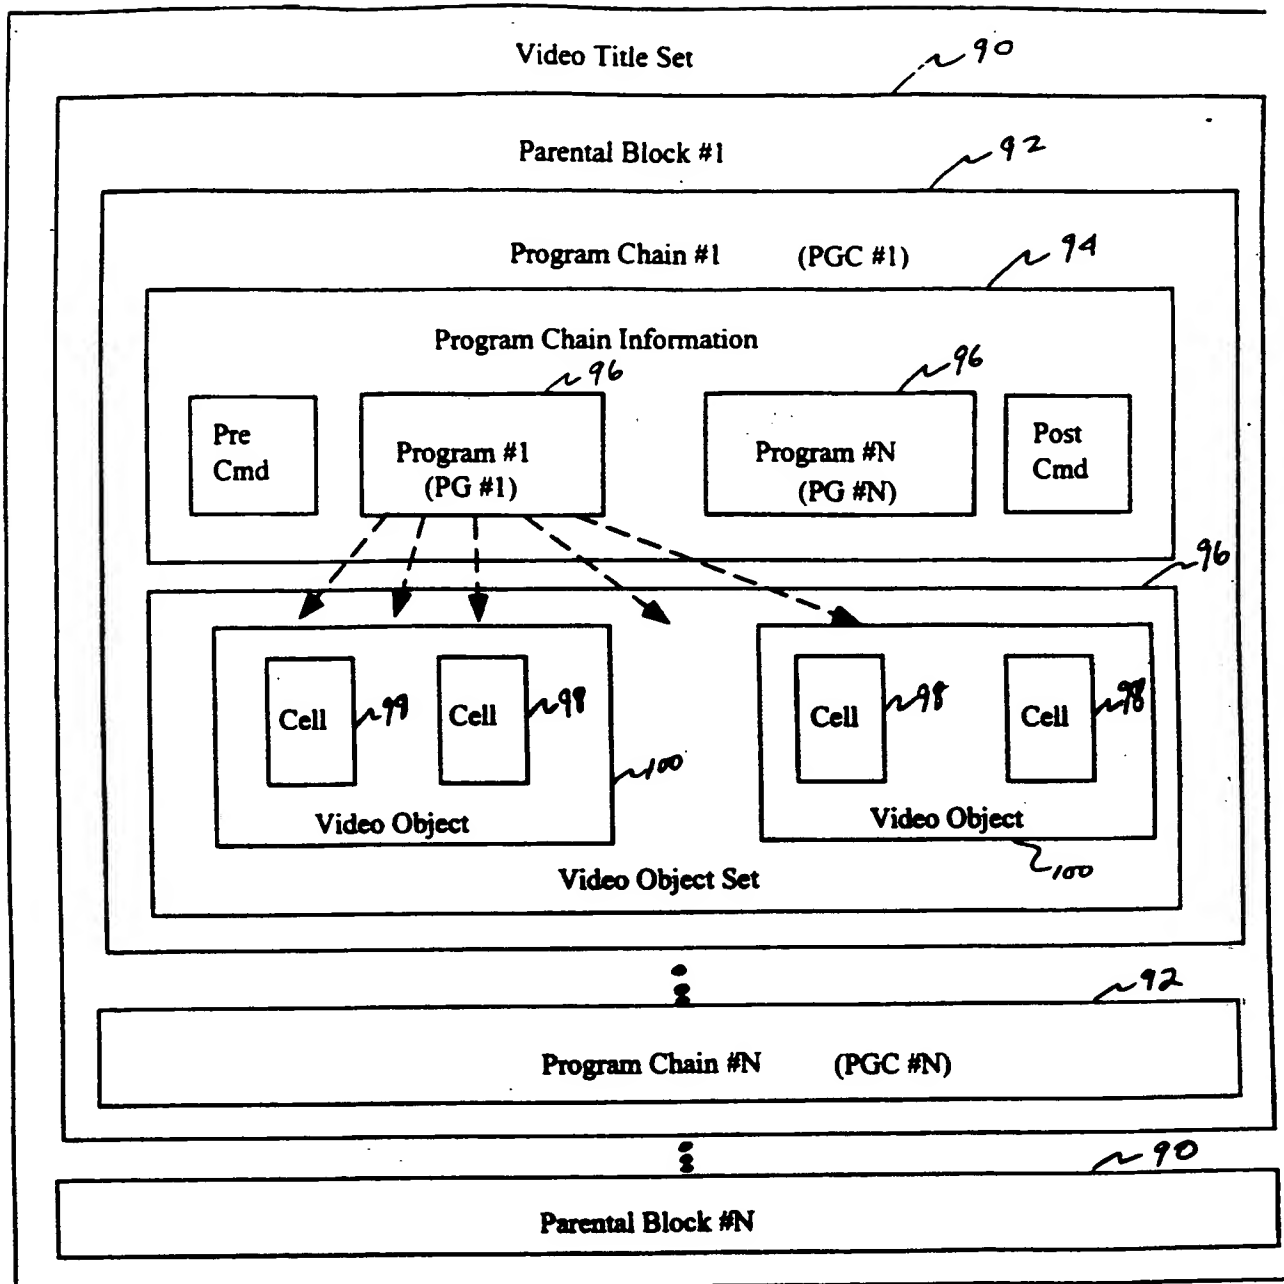 Video Title Set
90
Parental Block #1
92
Program Chain #1 (PGC #1)
94
Program Chain Information
96
96
Pre
Cmd
Program #1
(PG #1)
Program #N
(PG #N)
Post
Cmd
96
Cell
99
Cell
98
Cell
98
Cell
98
100
Video Object
Video Object
100
Video Object Set
92
Program Chain #N (PGC #N)
90
Parental Block #N